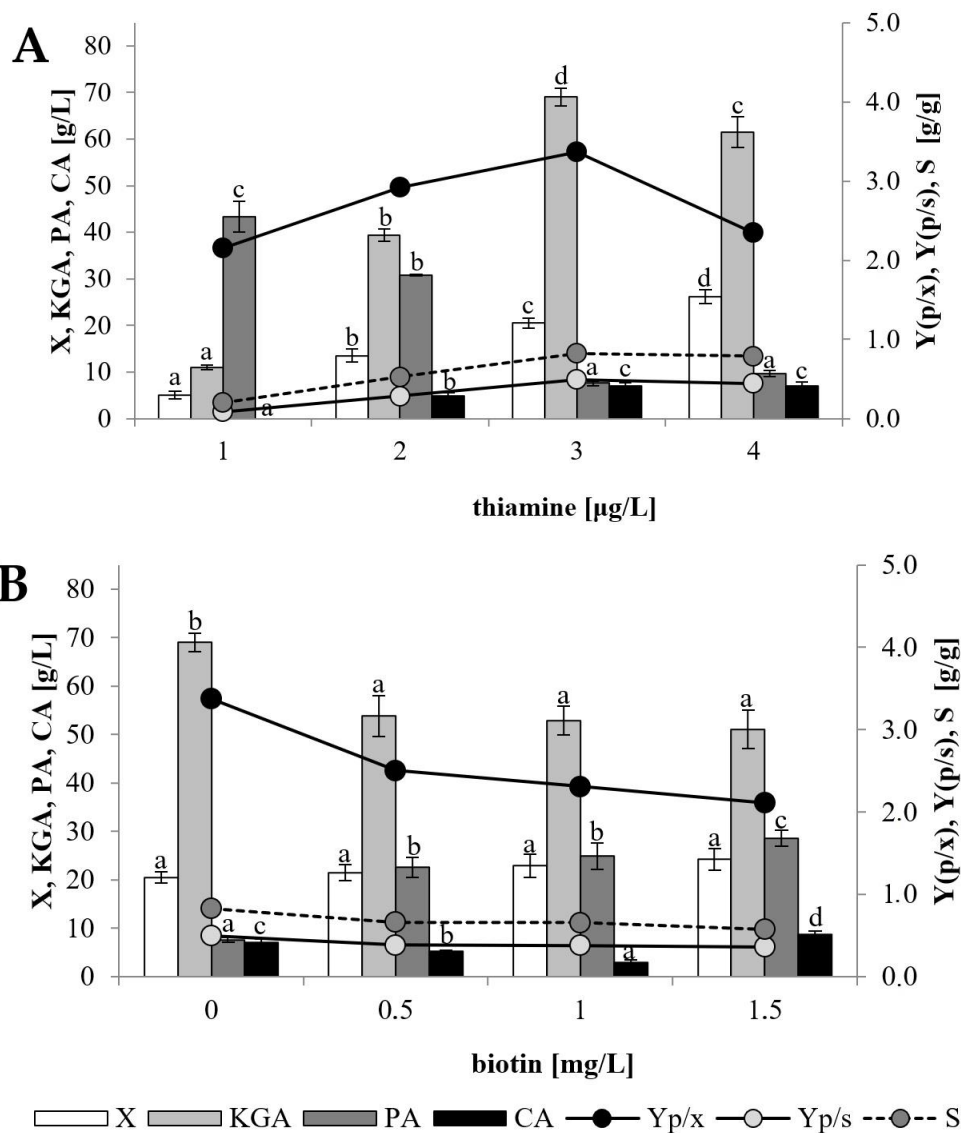 A
X, KGA, PA, CA [g/L]
80
70
60
50
40
30
20
10
0
a a c a
b b b b
c d a c
d c a c
5.0
4.0
3.0
2.0
1.0
0.0
Y(p/x), Y(p/s), S [g/g]
1 2 3 4
thiamine [µg/L]
B
X, KGA, PA, CA [g/L]
80
70
60
50
40
30
20
10
0
a b a c
a a b b
a a b a
a a c d
5.0
4.0
3.0
2.0
1.0
0.0
Y(p/x), Y(p/s), S [g/g]
0 0.5 1 1.5
biotin [mg/L]
X KGA PA CA Yp/x Yp/s S